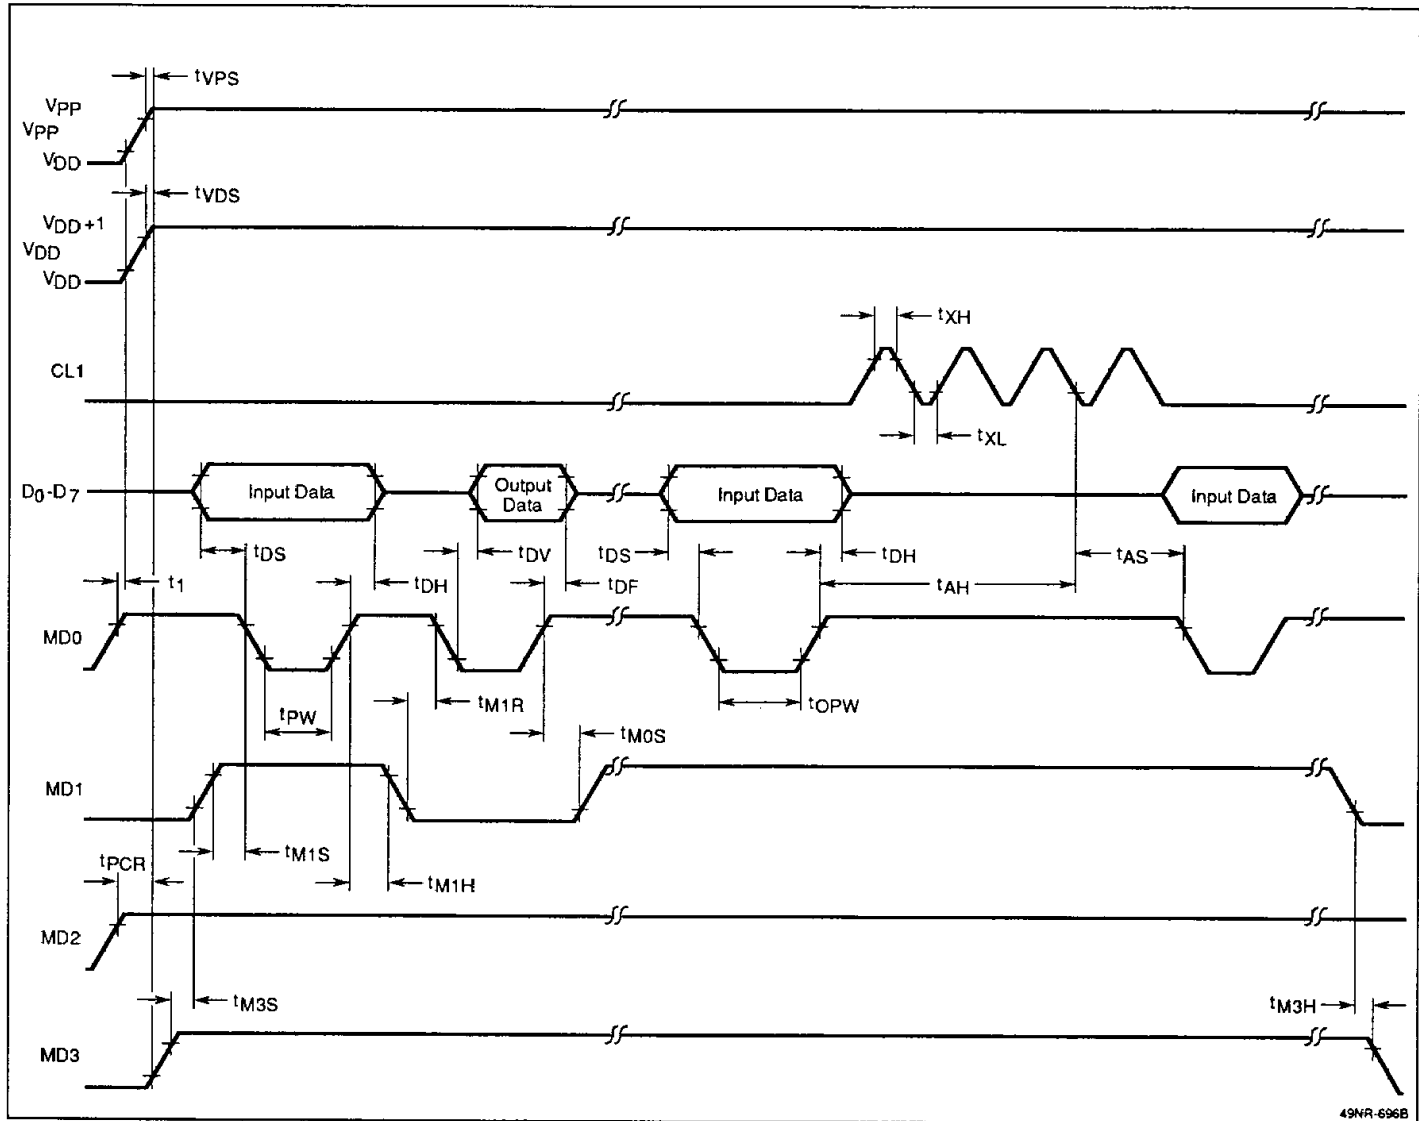 tVPS
VPP
VPP
VDD
tVDS
VDD+1
VDD
VDD
tXH
CL1
tXL
D0-D7
Input Data
Output
Data
Input Data
Input Data
tDS
tDV
tDS
tDH
tAS
t1
tDH
tDF
tAH
MD0
tM1R
tPW
tOPW
tM0S
MD1
tM1S
tPCR
tM1H
MD2
tM3S
tM3H
MD3
49NR-696B